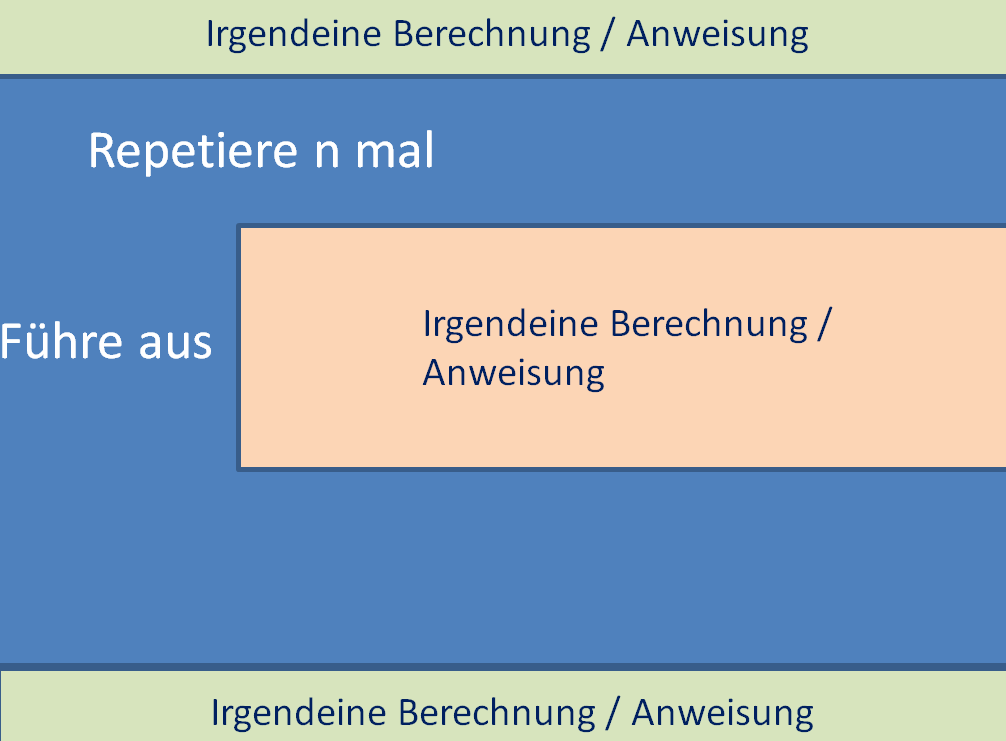 Irgendeine Berechnung / Anweisung
Repetiere n mal
Führe aus
Irgendeine Berechnung /
Anweisung
Irgendeine Berechnung / Anweisung